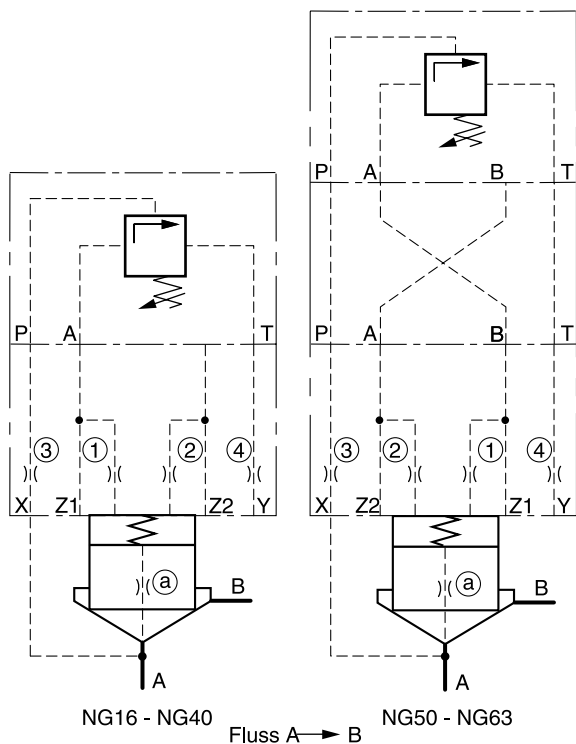 P A B T
P A T
P A B T
3 1 2 4
3 2 1 4
X Z1 Z2 Y
X Z2 Z1 Y
a B
a B
A
A
NG16 - NG40
NG50 - NG63
Fluss A B